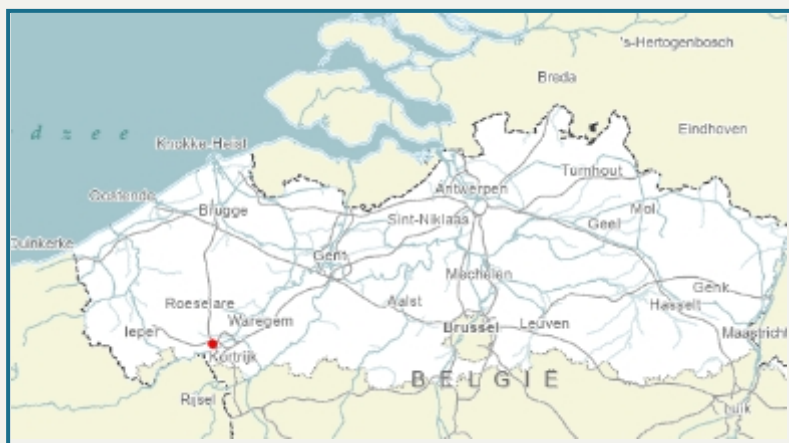 's-Hertogenbosch
Breda
dzee
Eindhoven
Knokke-Heist
Turnhout
Antwerpen
Oostende
Mol
Brugge
Sint-Niklaas
Geel
Duinkerke
Gent
Mechelen
Genk
Roeselare
Aalst
Hasselt
Waregem
Ieper
Brussel
Leuven
Maastricht
Kortrijk
BELGIË
Rijsel
Luik